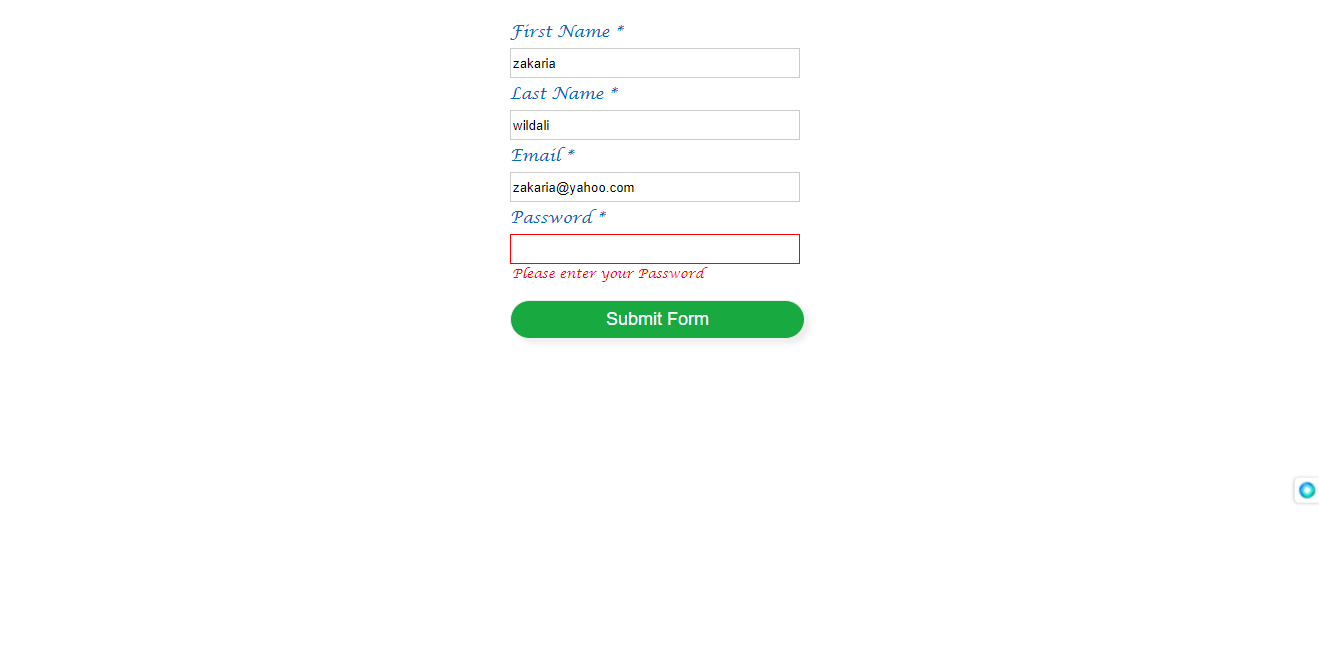 First Name *
zakaria
Last Name *
wildali
Email *
zakaria@yahoo.com
Password *
Please enter your Password
Submit Form